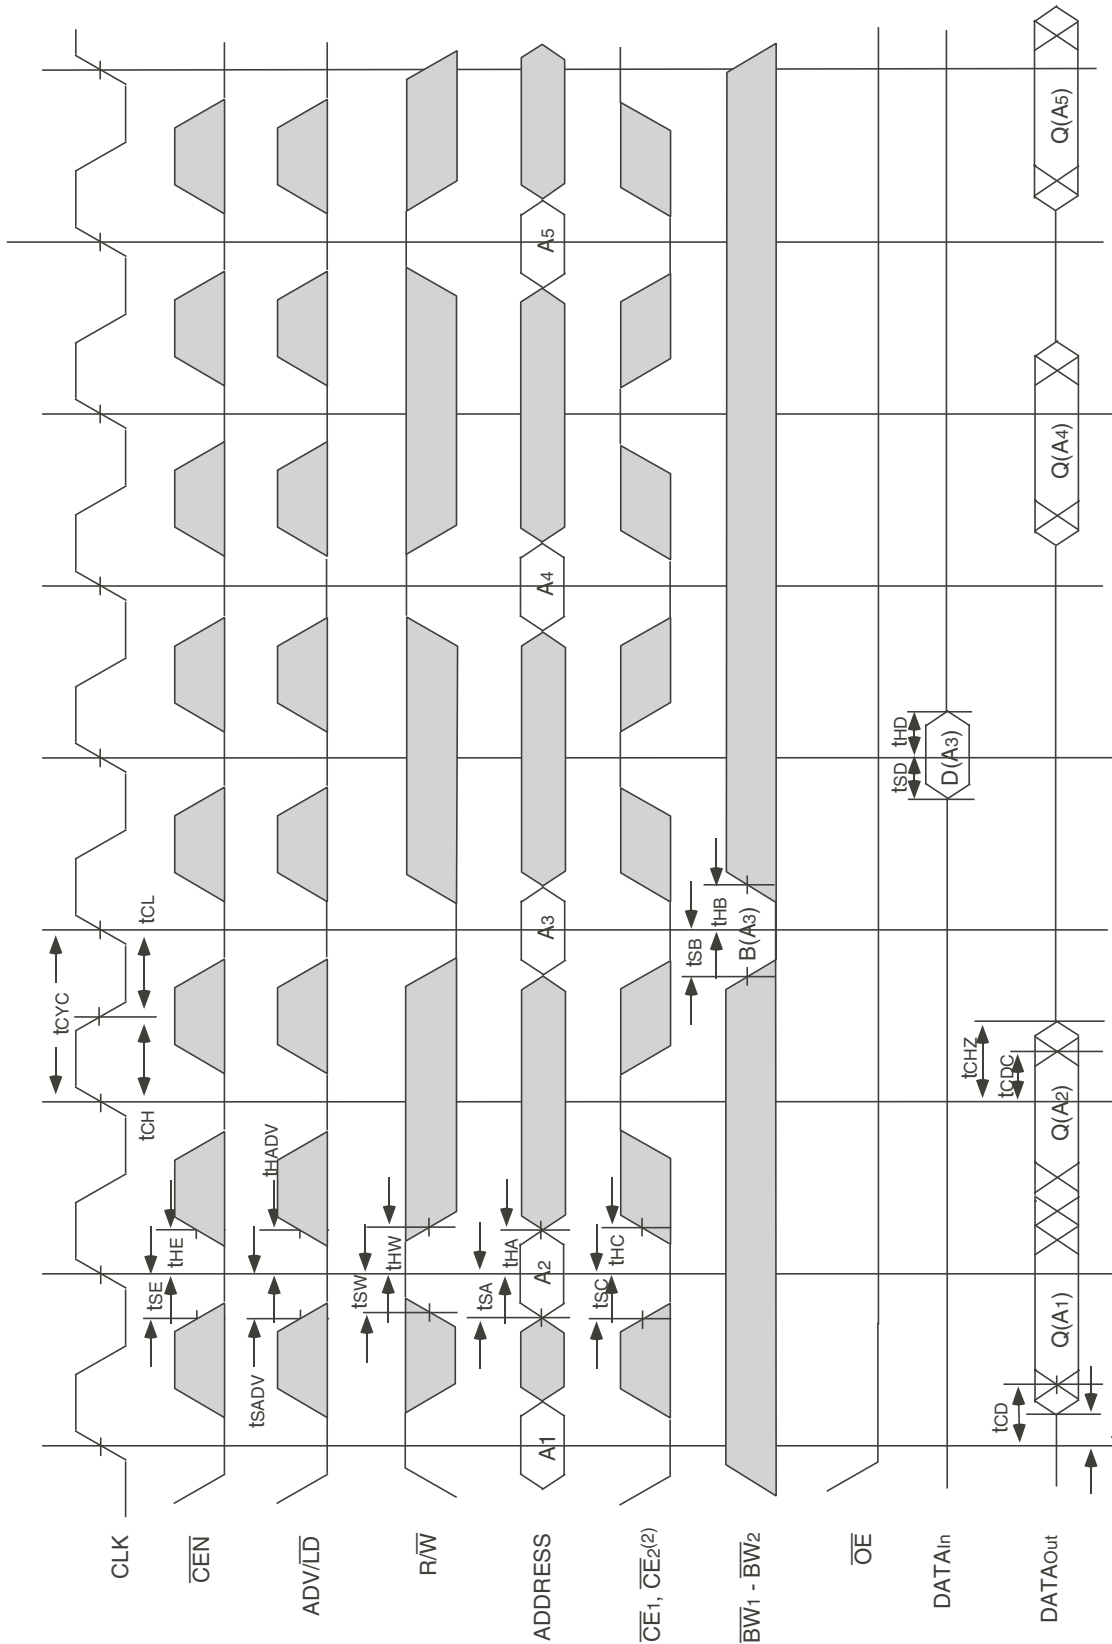 CLK
tCYC
tCH
tCL
CEN
tSE
tHE
ADV/LD
tSADV
tHADV
R/W
tSW
tHW
ADDRESS
A1
tSA
tHA
A2
A3
A4
A5
CE1, CE2(2)
tSC
tHC
BW1 - BW2
tSB
tHB
B(A3)
OE
DATAIn
tSD
tHD
D(A3)
DATAOut
tCD
Q(A1)
Q(A2)
tCHZ
tCDC
Q(A4)
Q(A5)